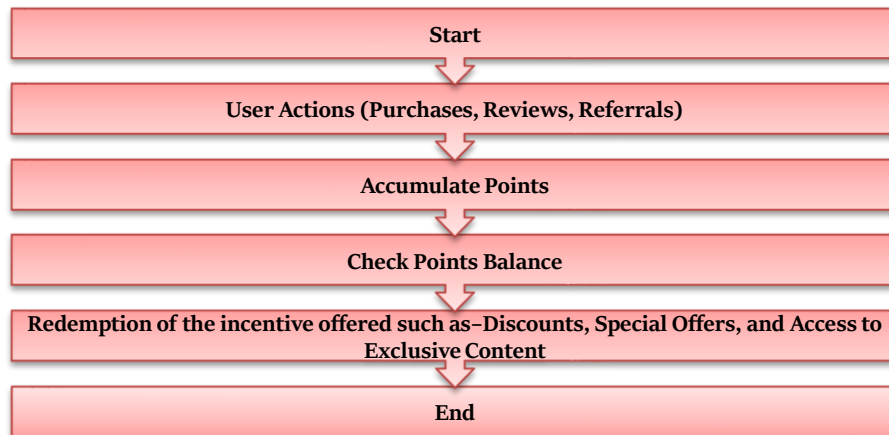 Start
User Actions (Purchases, Reviews, Referrals)
Accumulate Points
Check Points Balance
Redemption of the incentive offered such as–Discounts, Special Offers, and Access to
Exclusive Content
End